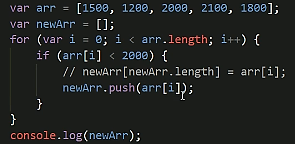 var arr = [1500, 1200, 2000, 2100, 1800];
var newArr = [];
for (var i = 0; i < arr.length; i++) {
    if (arr[i] < 2000) {
        // newArr[newArr.length] = arr[i];
        newArr.push(arr[i]);
    }
}
console.log(newArr);